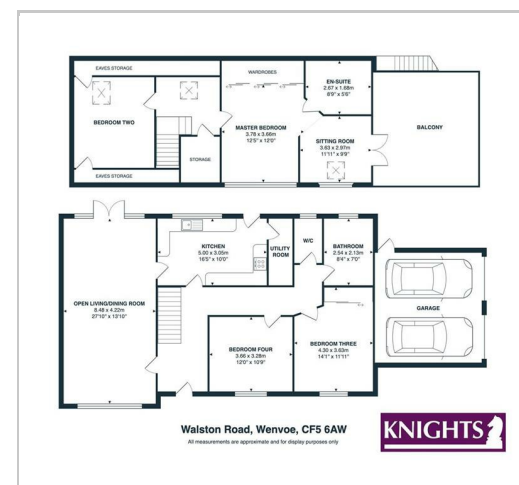 EAVES STORAGE
WARDROBES
EN-SUITE
2.67 x 1.68m
8'9" x 5'6"
BEDROOM TWO
MASTER BEDROOM
3.78 x 3.66m
12'5" x 12'0"
SITTING ROOM
3.63 x 2.97m
11'11" x 9'9"
BALCONY
STORAGE
EAVES STORAGE
KITCHEN
5.00 x 3.05m
16'5" x 10'0"
UTILITY
ROOM
W/C
BATHROOM
2.54 x 2.13m
8'4" x 7'0"
OPEN LIVING/DINING ROOM
8.48 x 4.22m
27'10" x 13'10"
GARAGE
BEDROOM FOUR
3.66 x 3.28m
12'0" x 10'9"
BEDROOM THREE
4.30 x 3.63m
14'1" x 11'11"
Walston Road, Wenvoe, CF5 6AW
All measurements are approximate and for display purposes only
KNIGHTS